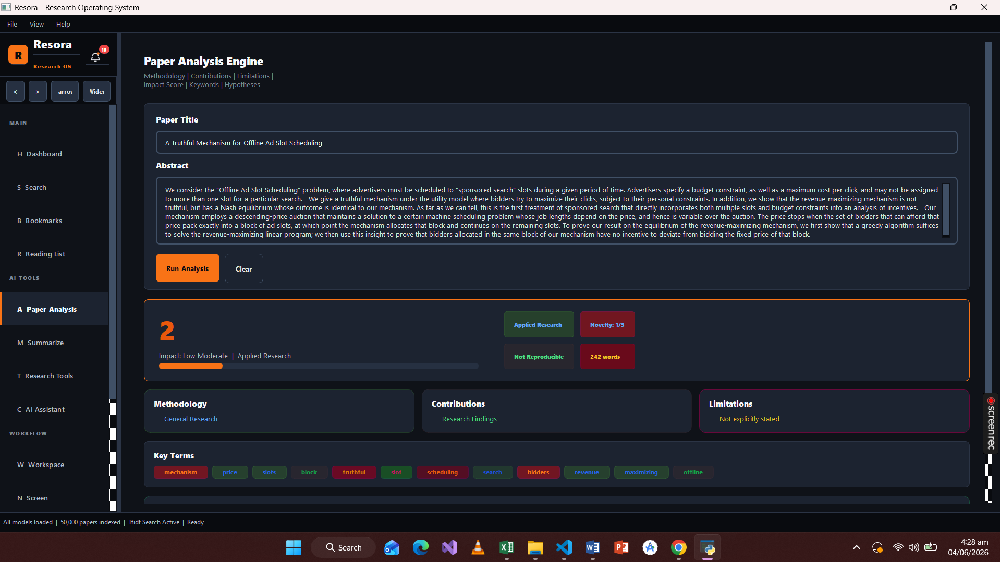 Resora - Research Operating System
File View Help
R
Resora
Research OS
10
<
>
arrov
Wider
MAIN
H Dashboard
S Search
B Bookmarks
R Reading List
AI TOOLS
A Paper Analysis
M Summarize
T Research Tools
C AI Assistant
WORKFLOW
W Workspace
N Screen
Paper Analysis Engine
Methodology | Contributions | Limitations |
Impact Score | Keywords | Hypotheses
Paper Title
A Truthful Mechanism for Offline Ad Slot Scheduling
Abstract
We consider the "Offline Ad Slot Scheduling" problem, where advertisers must be scheduled to "sponsored search" slots during a given period of time. Advertisers specify a budget constraint, as well as a maximum cost per click, and may not be assigned
to more than one slot for a particular search. We give a truthful mechanism under the utility model where bidders try to maximize their clicks, subject to their personal constraints. In addition, we show that the revenue-maximizing mechanism is not
truthful, but has a Nash equilibrium whose outcome is identical to our mechanism. As far as we can tell, this is the first treatment of sponsored search that directly incorporates both multiple slots and budget constraints into an analysis of incentives. Our
mechanism employs a descending-price auction that maintains a solution to a certain machine scheduling problem whose job lengths depend on the price, and hence is variable over the auction. The price stops when the set of bidders that can afford that
price pack exactly into a block of ad slots, at which point the mechanism allocates that block and continues on the remaining slots. To prove our result on the equilibrium of the revenue-maximizing mechanism, we first show that a greedy algorithm suffices
to solve the revenue-maximizing linear program; we then use this insight to prove that bidders allocated in the same block of our mechanism have no incentive to deviate from bidding the fixed price of that block.
Run Analysis
Clear
2
Impact: Low-Moderate | Applied Research
Applied Research
Novelty: 1/5
Not Reproducible
242 words
Methodology
- General Research
Contributions
- Research Findings
Limitations
- Not explicitly stated
Key Terms
mechanism price slots block truthful slot scheduling search bidders revenue maximizing offline
screenrec
All models loaded | 50,000 papers indexed | Tfidf Search Active | Ready
Search
4:28 am
04/06/2026